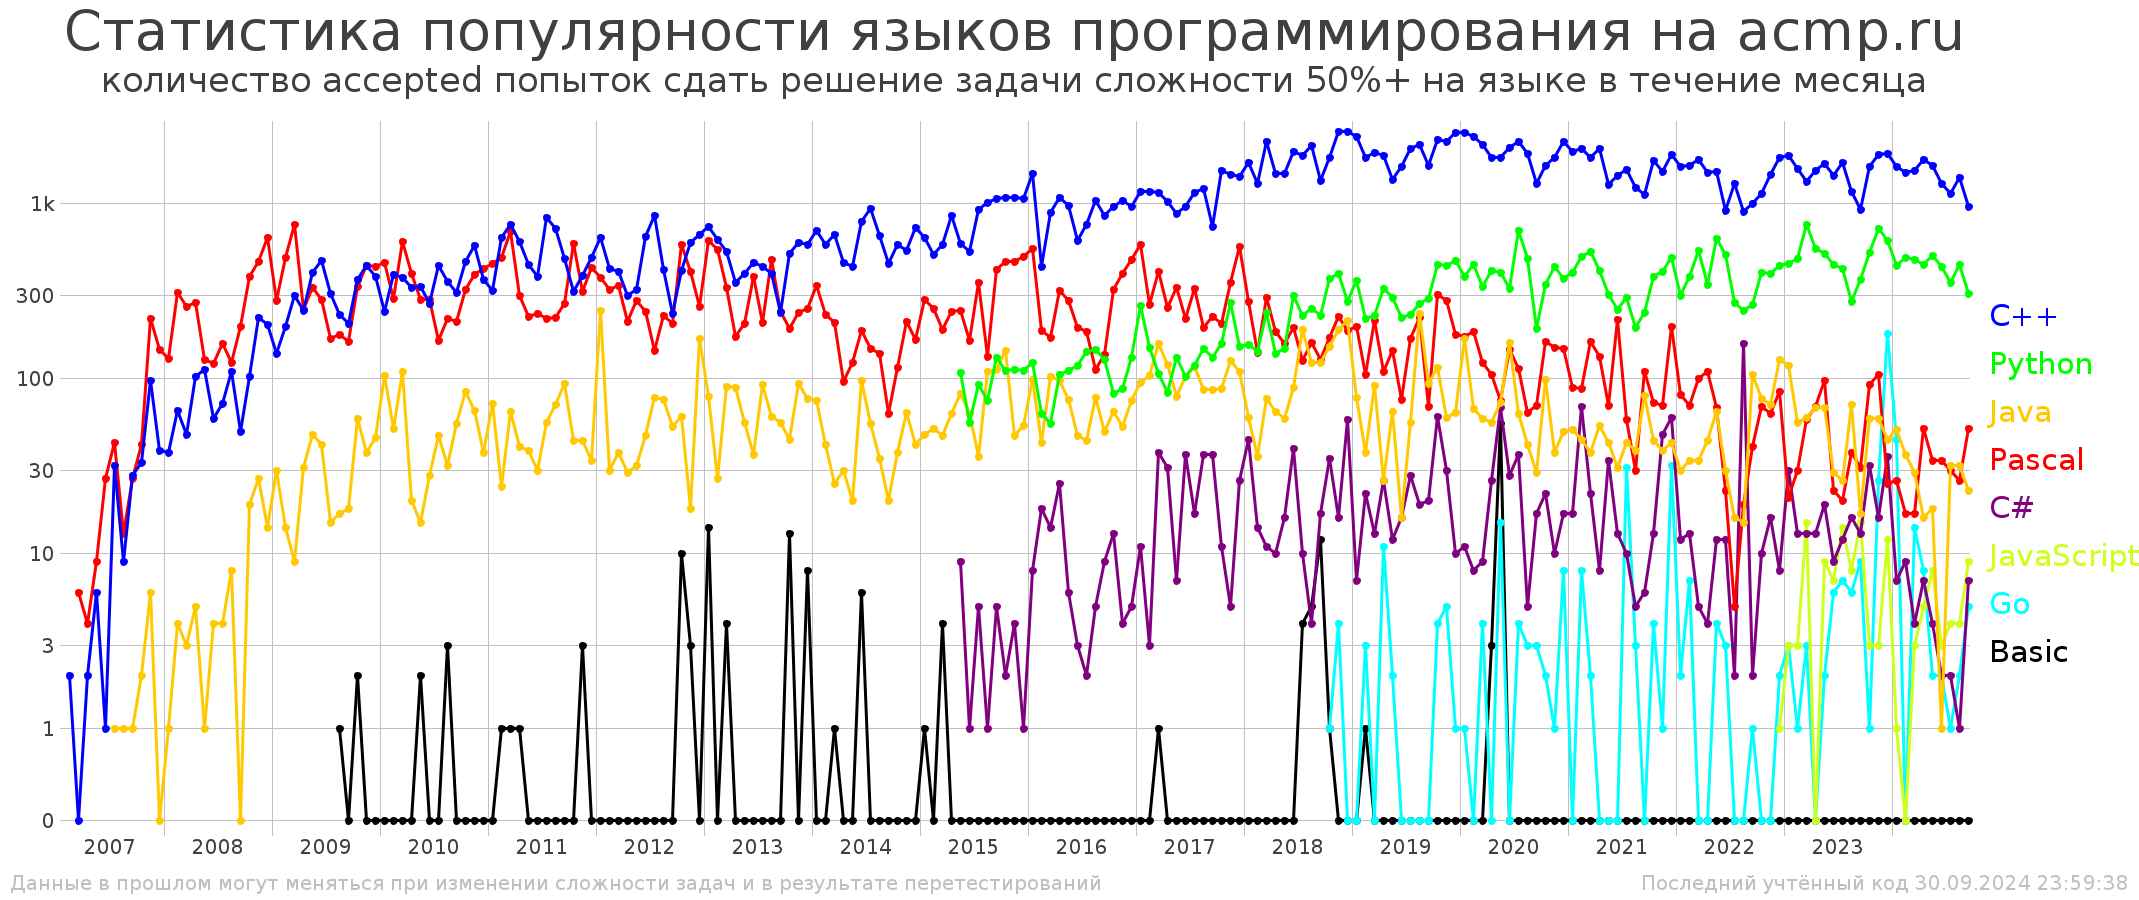 Статистика популярности языков программирования на acmp.ru
количество accepted попыток сдать решение задачи сложности 50%+ на языке в течение месяца
1k
300
100
30
10
3
1
0
C++
Python
Java
Pascal
C#
JavaScript
Go
Basic
2007 2008 2009 2010 2011 2012 2013 2014 2015 2016 2017 2018 2019 2020 2021 2022 2023
Данные в прошлом могут меняться при изменении сложности задач и в результате перетестирований
Последний учтённый код 30.09.2024 23:59:38